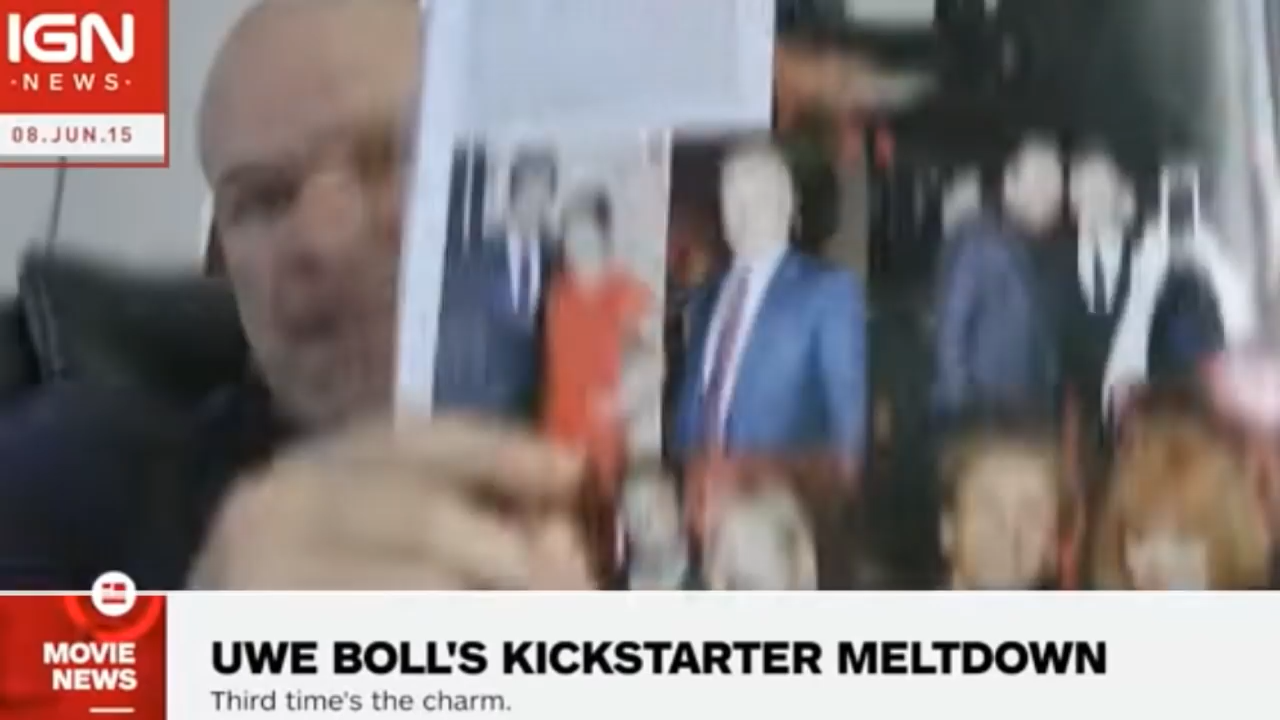 IGN
·NEWS·
08.JUN.15
MOVIE
NEWS
UWE BOLL'S KICKSTARTER MELTDOWN
Third time's the charm.